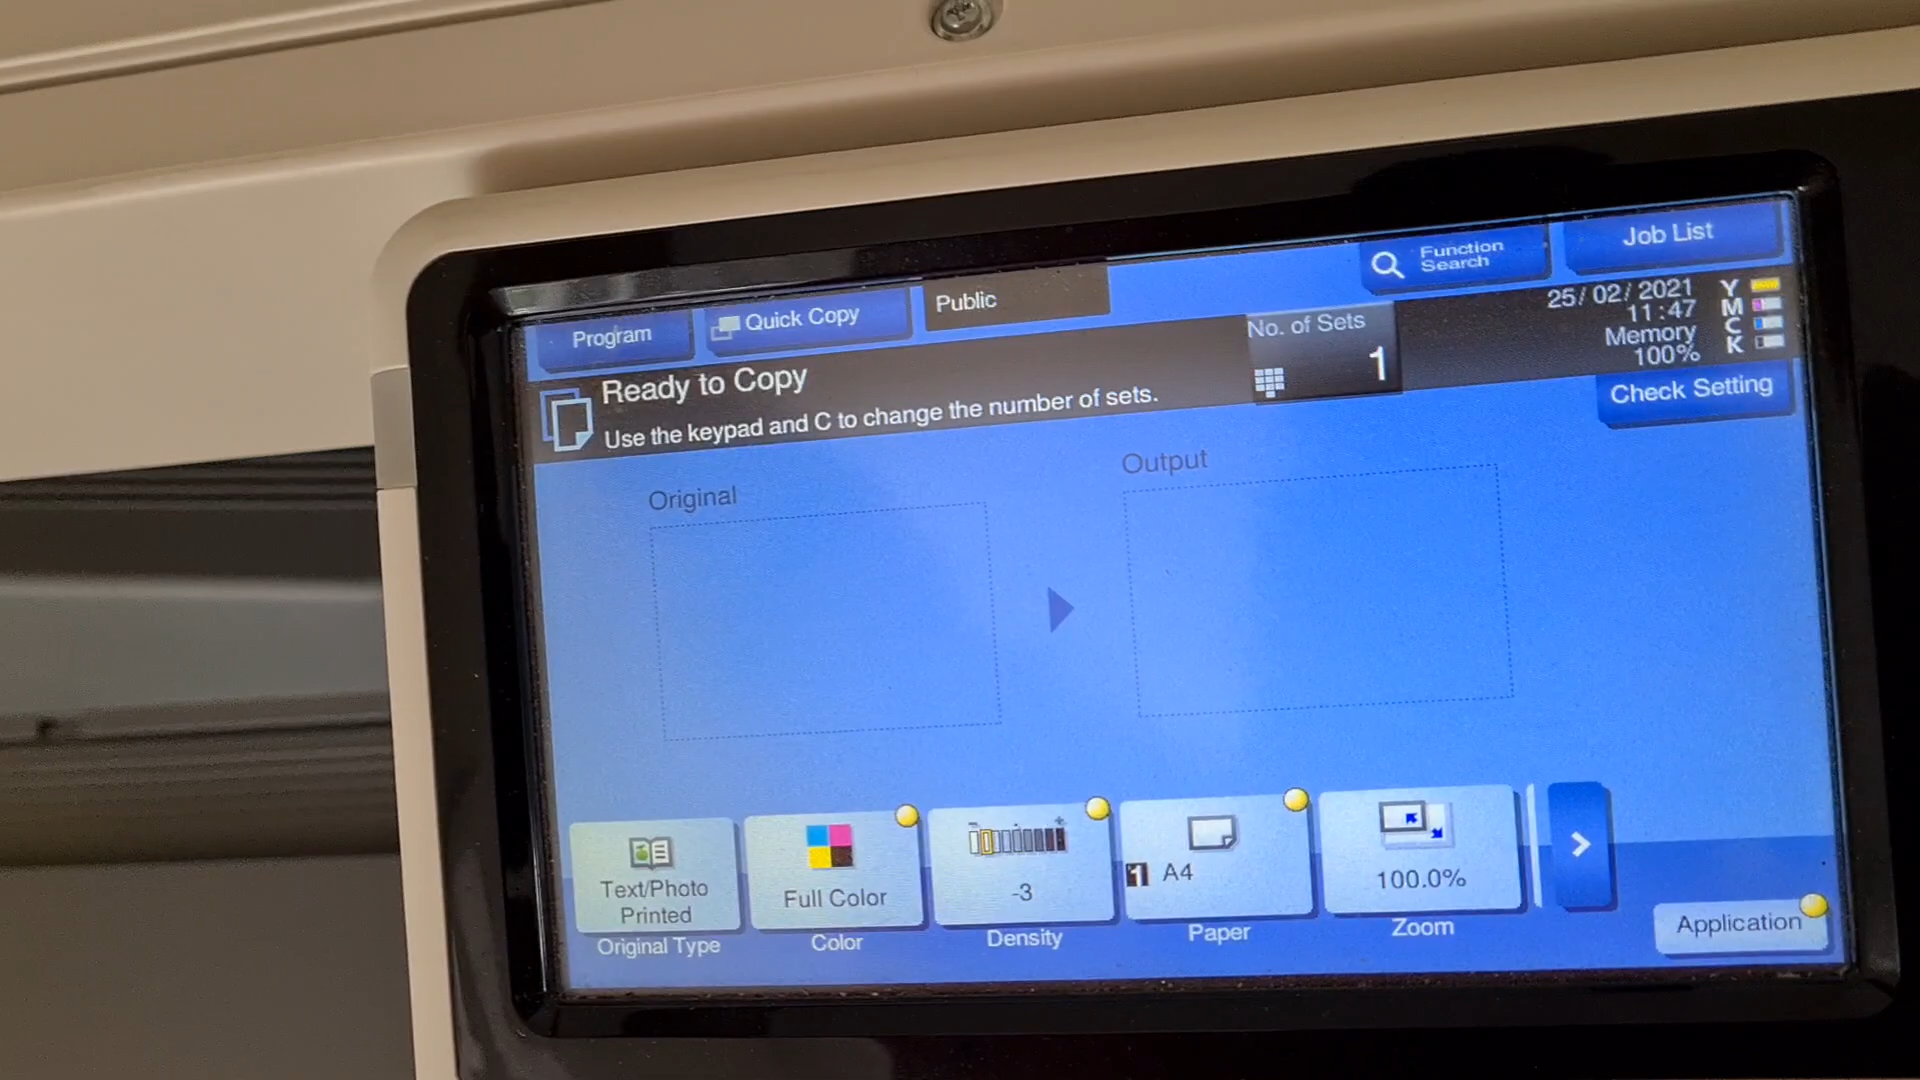 Function
Search
Job List
Program
Quick Copy
Public
Ready to Copy
Use the keypad and C to change the number of sets.
No. of Sets
1
25/02/2021
11:47
Memory
100%
Y
M
C
K
Check Setting
Original
Output
Text/Photo
Printed
Original Type
Full Color
Color
-3
Density
1 A4
Paper
100.0%
Zoom
Application